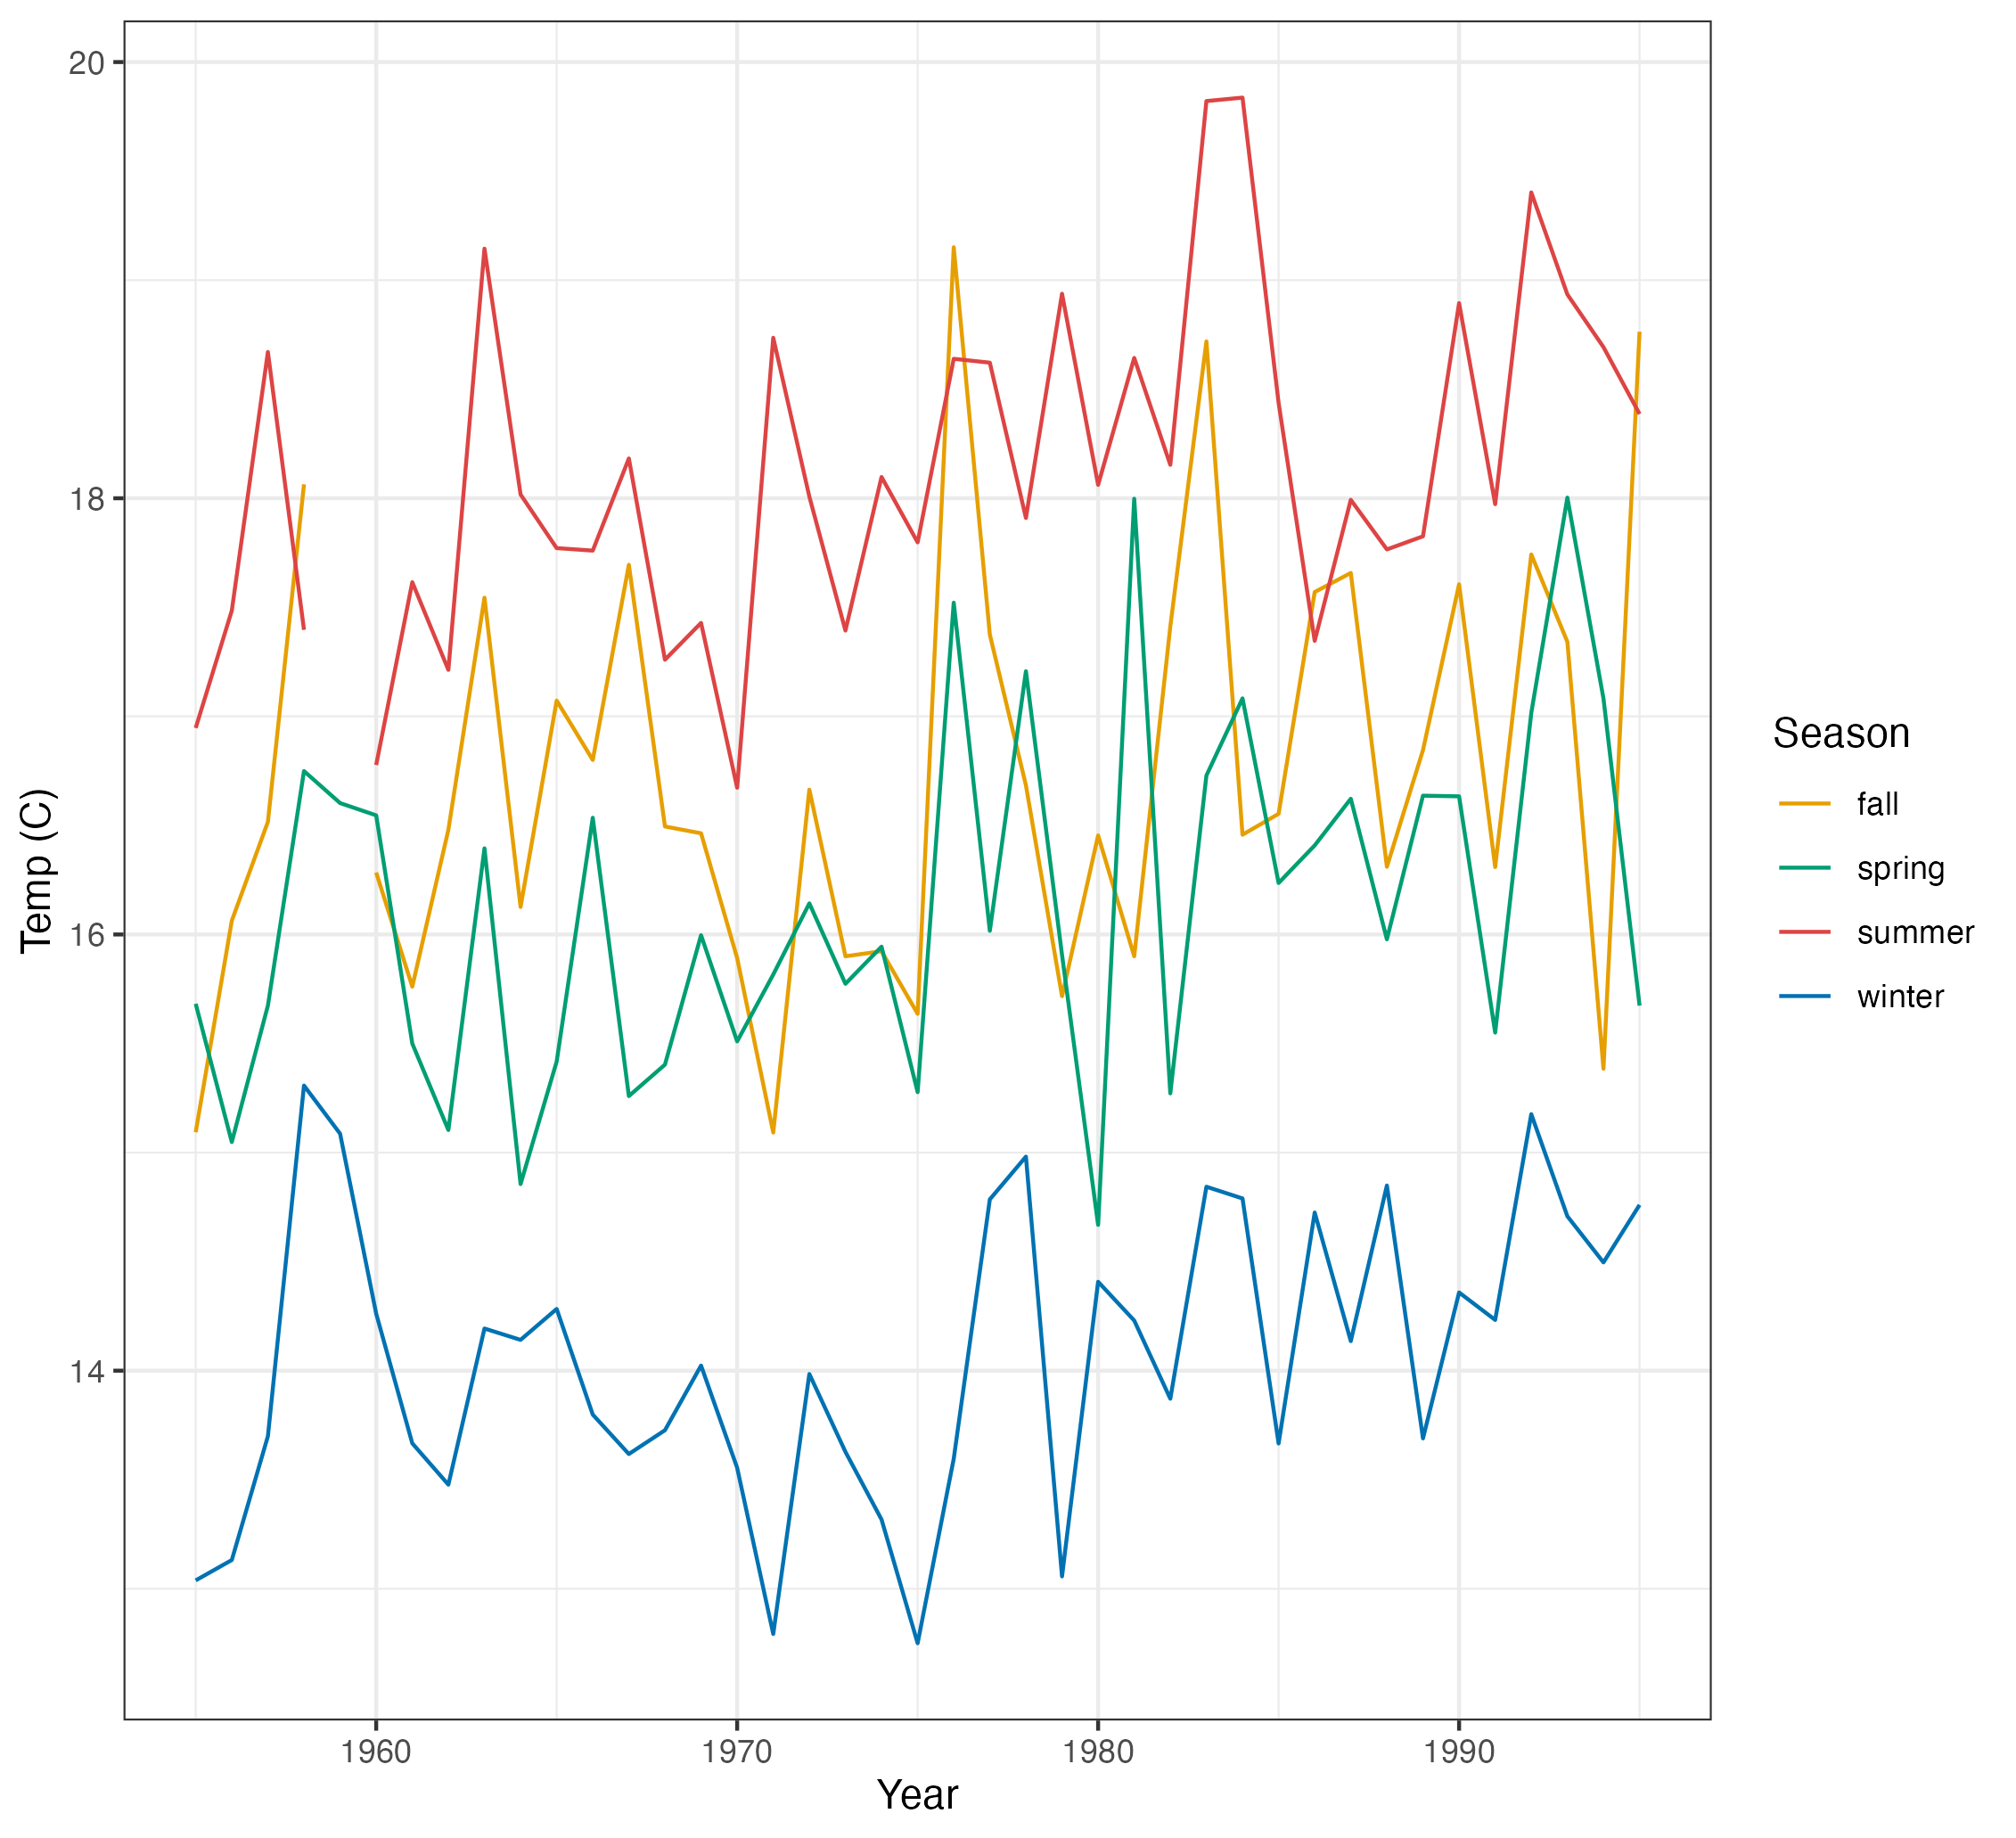 20
18
16
14
Temp (C)
1960 1970 1980 1990
Year
Season
fall
spring
summer
winter